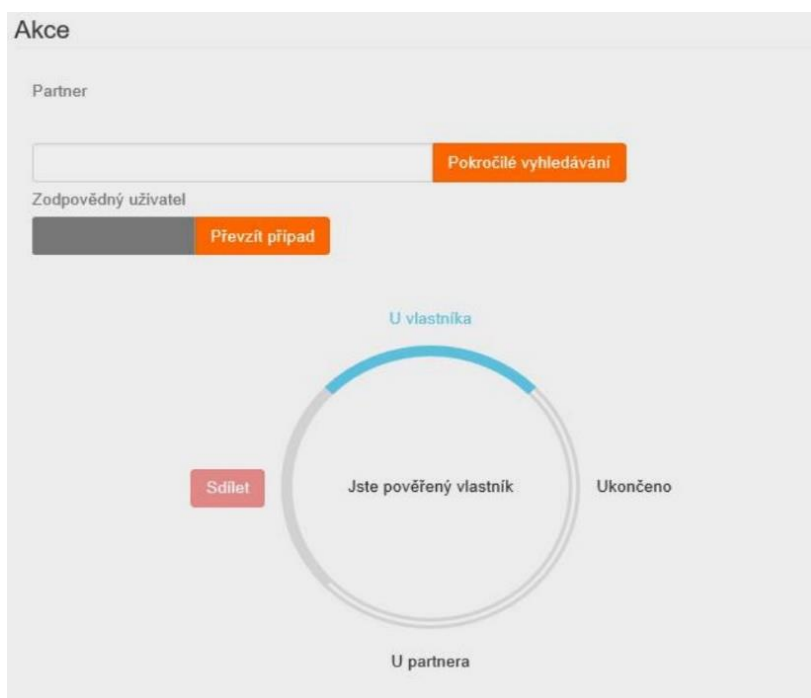 Akce
Partner
Pokročilé vyhledávání
Zodpovědný uživatel
Převzít případ
U vlastníka
Sdílet
Jste pověřený vlastník
Ukončeno
U partnera